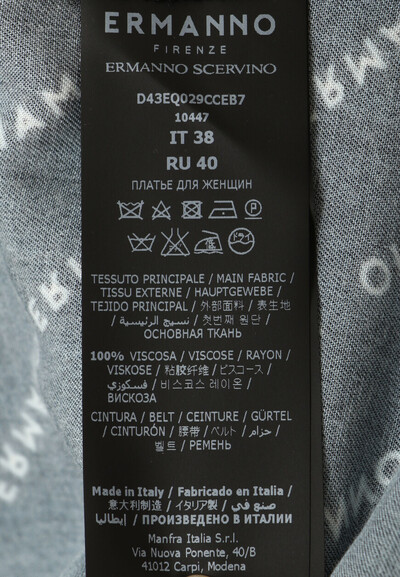 ERMANNO
FIRENZE
ERMANNO SCERVINO
D43EQ029CCEB7
10447
IT 38
RU 40
ПЛАТЬЕ ДЛЯ ЖЕНЩИН
TESSUTO PRINCIPALE / MAIN FABRIC /
TISSU EXTERNE / HAUPTGEWEBE /
TEJIDO PRINCIPAL / 外部面料 / 表生地
/ نسيج الرئيسية / 첫번째 원단 /
ОСНОВНАЯ ТКАНЬ
100% VISCOSA / VISCOSE / RAYON /
VISKOSE / 粘胶纤维 / ビスコース /
فسكوزي / 비스코스 레이온 /
ВИСКОЗА
CINTURA / BELT / CEINTURE / GÜRTEL
/ CINTURÓN / 腰带 / ベルト / حزام /
벨트 / РЕМЕНЬ
Made in Italy / Fabricado en Italia /
意大利制造 / イタリア製 / صنع في
إيطاليا / ПРОИЗВЕДЕНО В ИТАЛИИ
Manfra Italia S.r.l.
Via Nuova Ponente, 40/B
41012 Carpi, Modena